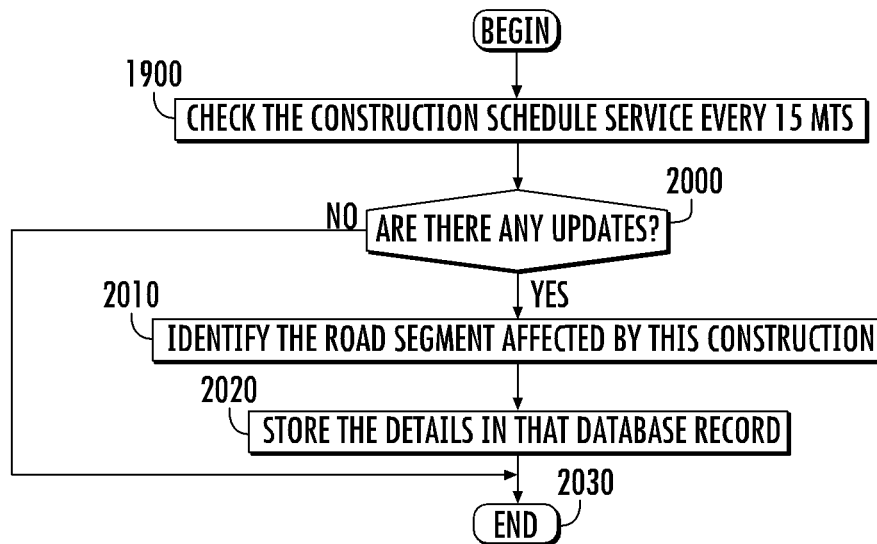 BEGIN
1900
CHECK THE CONSTRUCTION SCHEDULE SERVICE EVERY 15 MTS
2000
NO
ARE THERE ANY UPDATES?
YES
2010
IDENTIFY THE ROAD SEGMENT AFFECTED BY THIS CONSTRUCTION
2020
STORE THE DETAILS IN THAT DATABASE RECORD
2030
END